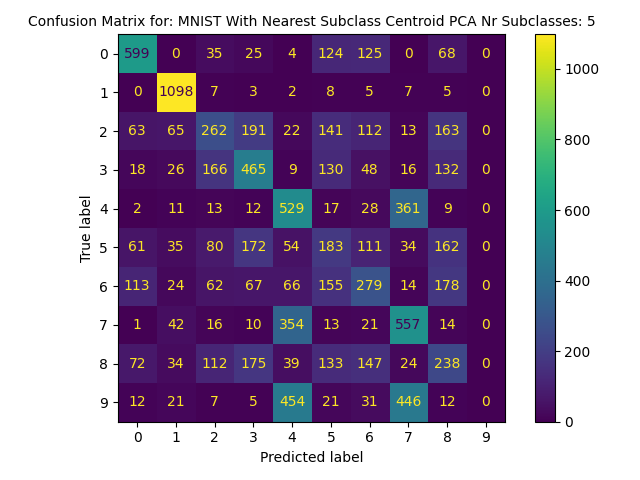 Confusion Matrix for: MNIST With Nearest Subclass Centroid PCA Nr Subclasses: 5
0 599 0 35 25 4 124 125 0 68 0
1 0 1098 7 3 2 8 5 7 5 0
2 63 65 262 191 22 141 112 13 163 0
3 18 26 166 465 9 130 48 16 132 0
4 2 11 13 12 529 17 28 361 9 0
5 61 35 80 172 54 183 111 34 162 0
6 113 24 62 67 66 155 279 14 178 0
7 1 42 16 10 354 13 21 557 14 0
8 72 34 112 175 39 133 147 24 238 0
9 12 21 7 5 454 21 31 446 12 0
0 1 2 3 4 5 6 7 8 9
Predicted label
True label
1000
800
600
400
200
0